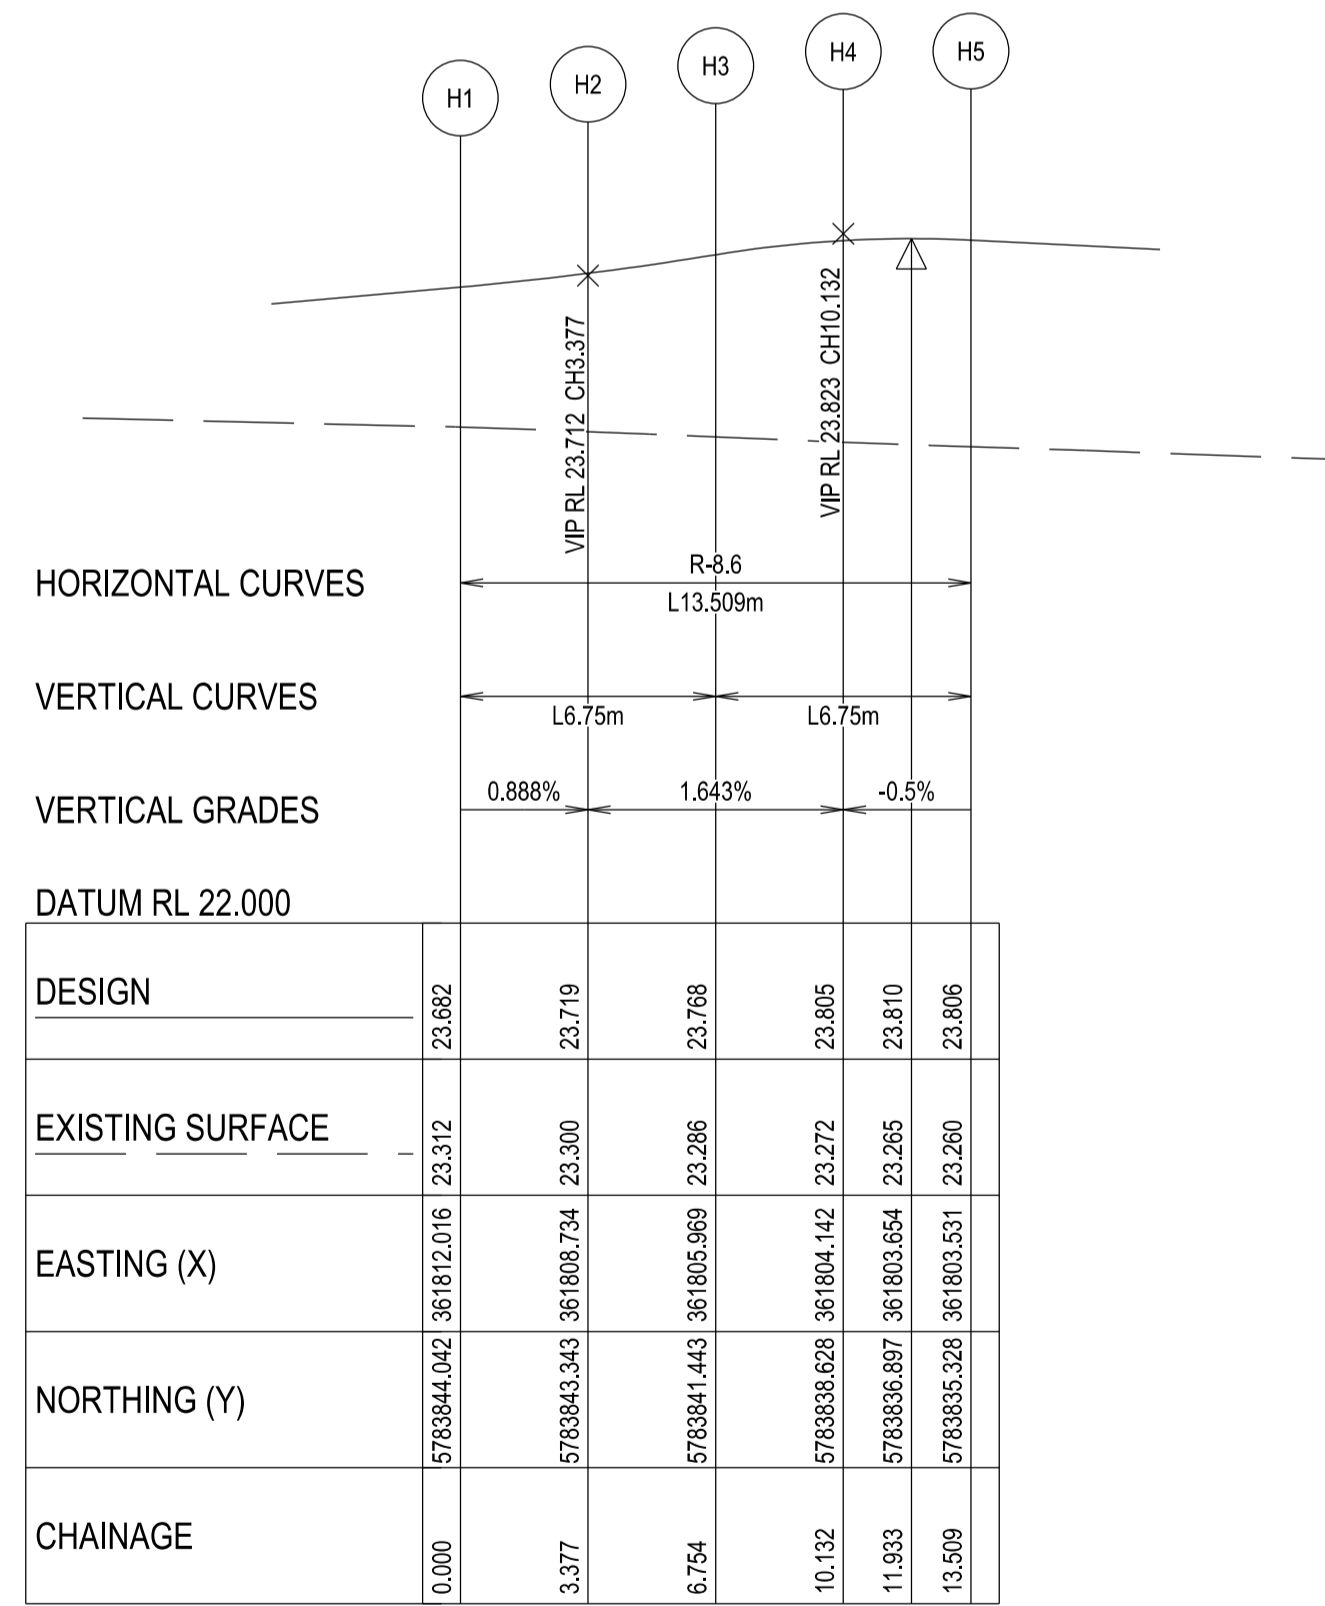 H1 H2 H3 H4 H5
VIP RL 23.712 CH3.377
VIP RL 23.823 CH10.132
HORIZONTAL CURVES
R-8.6
L13.509m
VERTICAL CURVES
L6.75m L6.75m
VERTICAL GRADES
0.888% 1.643% -0.5%
DATUM RL 22.000
DESIGN 23.682 23.719 23.768 23.805 23.810 23.806
EXISTING SURFACE 23.312 23.300 23.286 23.272 23.265 23.260
EASTING (X) 361812.016 361808.734 361805.969 361804.142 361803.654 361803.531
NORTHING (Y) 5783844.042 5783843.343 5783841.443 5783838.628 5783836.897 5783835.328
CHAINAGE 0.000 3.377 6.754 10.132 11.933 13.509